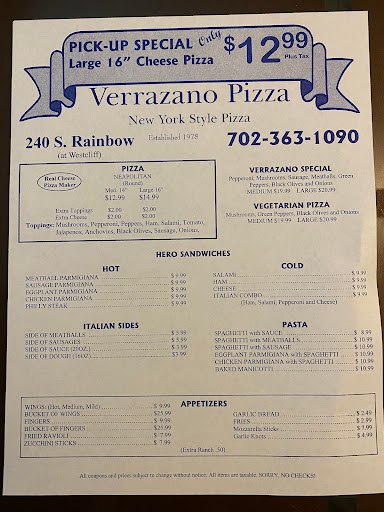 PICK-UP SPECIAL Only $12.99
Large 16" Cheese Pizza Plus Tax
Verrazano Pizza
New York Style Pizza
240 S. Rainbow
(at Westcliff)
Established 1978
702-363-1090
Real Cheese
Pizza Maker
PIZZA
NEAPOLITAN
(Round)
Med. 14" Large 16"
$12.99 $14.99
Extra Toppings $2.00 $2.00
Extra Cheese $2.00 $2.00
Toppings: Mushrooms, Pepperoni, Peppers, Ham, Salami, Tomato,
Jalapenos, Anchovies, Black Olives, Sausage, Onions,
VERRAZANO SPECIAL
Pepperoni, Mushrooms, Sausage, Meatballs, Green
Peppers, Black Olives and Onions
MEDIUM $19.99 LARGE $20.99
VEGETARIAN PIZZA
Mushrooms, Green Peppers, Black Olives and Onions
MEDIUM $19.99 LARGE $20.99
HERO SANDWICHES
HOT
MEATBALL PARMIGIANA $ 9.99
SAUSAGE PARMIGIANA $ 9.99
EGGPLANT PARMIGIANA $ 9.99
CHICKEN PARMIGIANA $ 9.99
PHILLY STEAK $ 9.99
COLD
SALAMI $ 9.99
HAM $ 9.99
CHEESE $ 9.99
ITALIAN COMBO $ 9.99
(Ham, Salami, Pepperoni and Cheese)
ITALIAN SIDES
SIDE OF MEATBALLS $ 5.99
SIDE OF SAUSAGES $ 5.99
SIDE OF SAUCE (2OZ.) $ 3.99
SIDE OF DOUGH (16OZ) $3.99
PASTA
SPAGHETTI with SAUCE $ 8.99
SPAGHETTI with MEATBALLS $ 10.99
SPAGHETTI with SAUSAGE $ 10.99
EGGPLANT PARMIGIANA with SPAGHETTI $ 10.99
CHICKEN PARMIGIANA with SPAGHETTI $ 10.99
BAKED MANICOTTI $ 10.99
APPETIZERS
WINGS: (Hot, Medium, Mild) $ 9.99
BUCKET OF WINGS $25.99
FINGERS $ 9.99
BUCKET OF FINGERS $25.99
FRIED RAVIOLI $ 7.99
ZUCCHINI STICKS $ 7.99
GARLIC BREAD $ 2.49
FRIES $ 2.99
Mozzarella Sticks $ 7.99
Garlic Knots $ 4.99
(Extra Ranch .50)
All coupons and prices subject to change without notice. All items are taxable. SORRY, NO CHECKS!